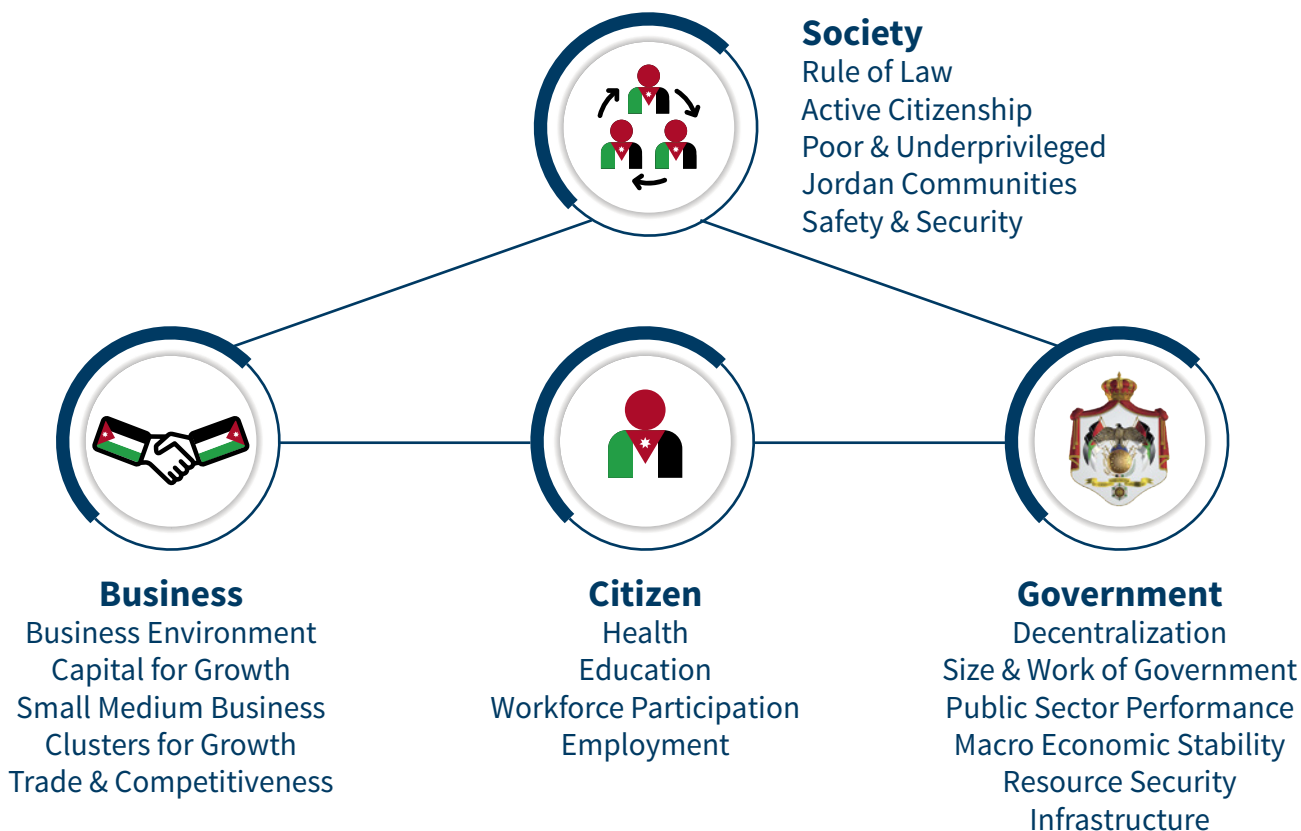 Society
Rule of Law
Active Citizenship
Poor & Underprivileged
Jordan Communities
Safety & Security
Business
Business Environment
Capital for Growth
Small Medium Business
Clusters for Growth
Trade & Competitiveness
Citizen
Health
Education
Workforce Participation
Employment
Government
Decentralization
Size & Work of Government
Public Sector Performance
Macro Economic Stability
Resource Security
Infrastructure